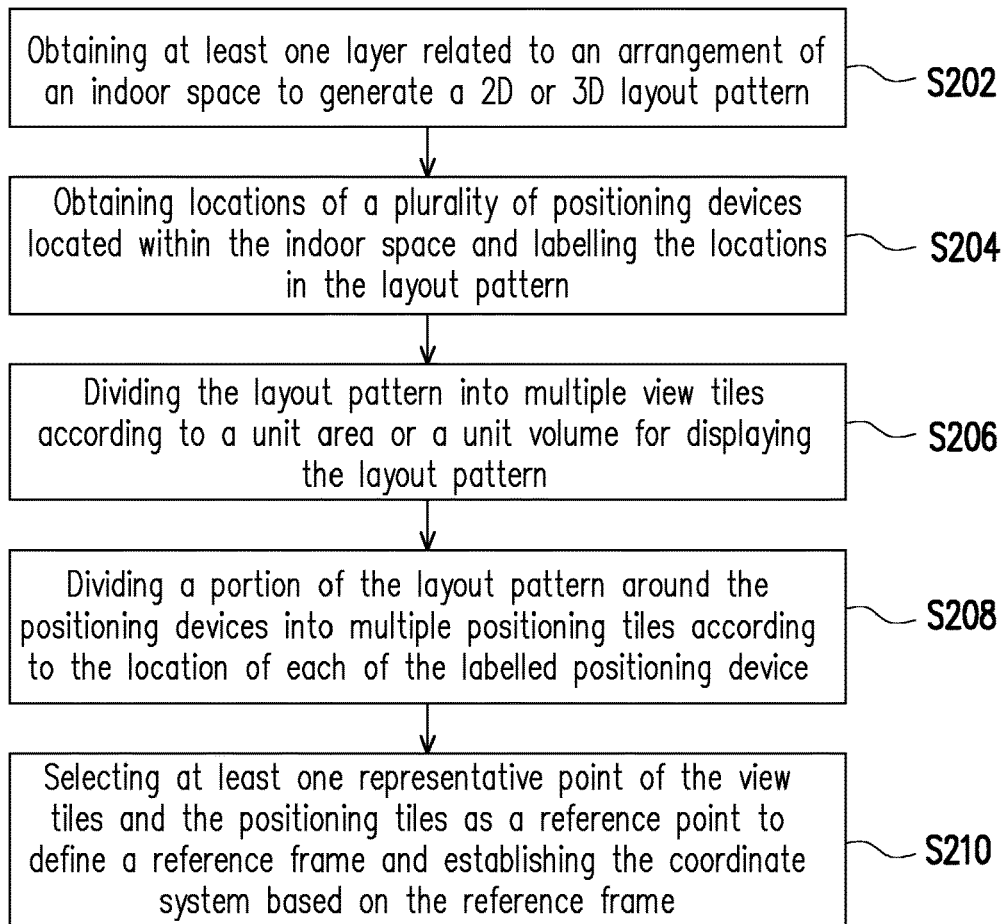 Obtaining at least one layer related to an arrangement of
an indoor space to generate a 2D or 3D layout pattern
S202
Obtaining locations of a plurality of positioning devices
located within the indoor space and labelling the locations
in the layout pattern
S204
Dividing the layout pattern into multiple view tiles
according to a unit area or a unit volume for displaying
the layout pattern
S206
Dividing a portion of the layout pattern around the
positioning devices into multiple positioning tiles according
to the location of each of the labelled positioning device
S208
Selecting at least one representative point of the view
tiles and the positioning tiles as a reference point to
define a reference frame and establishing the coordinate
system based on the reference frame
S210